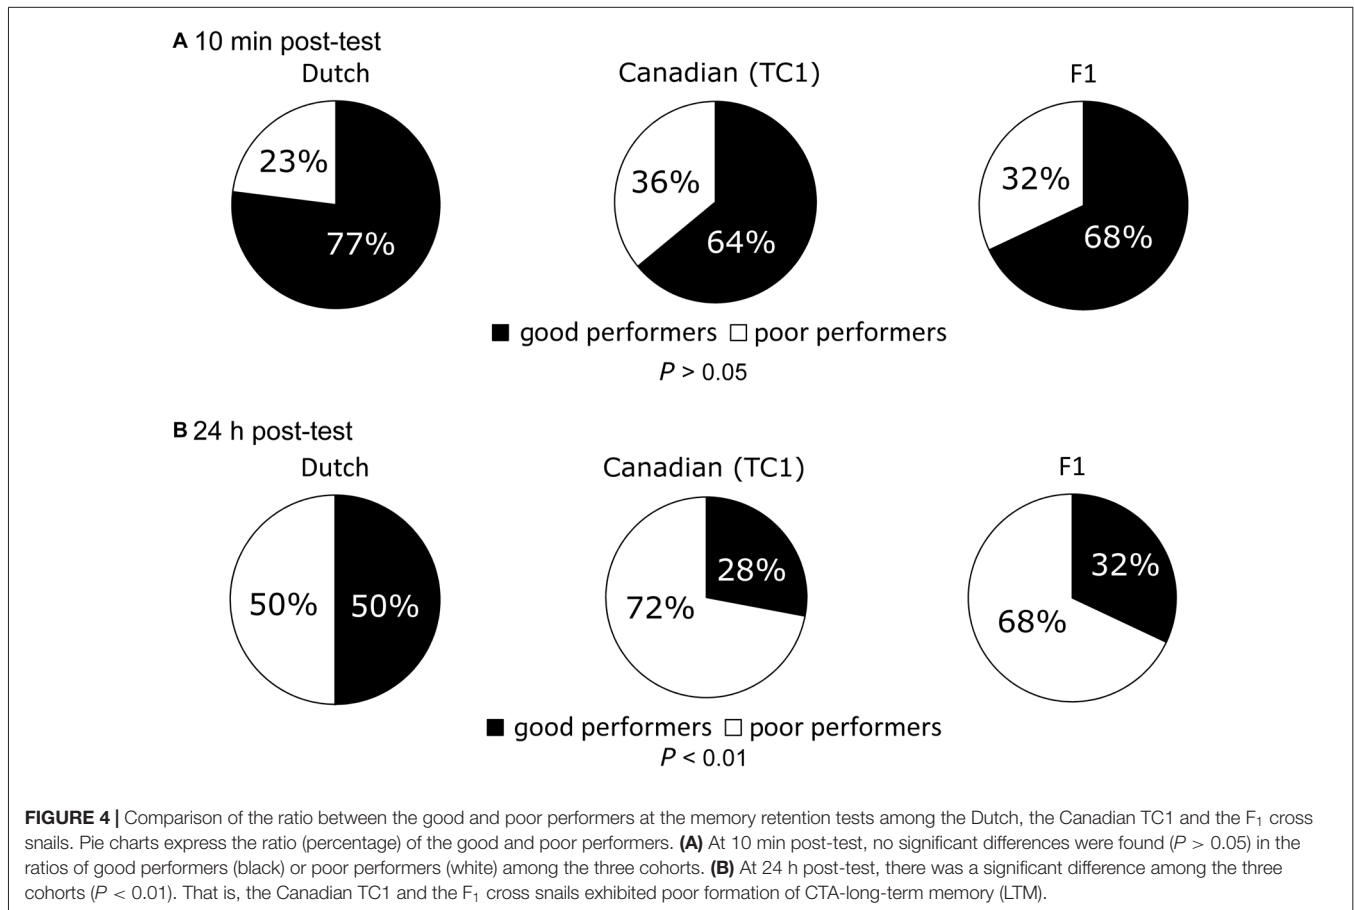 A 10 min post-test
Dutch
Canadian (TC1)
F1
23%
77%
36%
64%
32%
68%
■ good performers □ poor performers
P > 0.05
B 24 h post-test
Dutch
Canadian (TC1)
F1
50%
50%
72%
28%
68%
32%
■ good performers □ poor performers
P < 0.01
FIGURE 4 | Comparison of the ratio between the good and poor performers at the memory retention tests among the Dutch, the Canadian TC1 and the F₁ cross
snails. Pie charts express the ratio (percentage) of the good and poor performers. (A) At 10 min post-test, no significant differences were found (P > 0.05) in the
ratios of good performers (black) or poor performers (white) among the three cohorts. (B) At 24 h post-test, there was a significant difference among the three
cohorts (P < 0.01). That is, the Canadian TC1 and the F₁ cross snails exhibited poor formation of CTA-long-term memory (LTM).